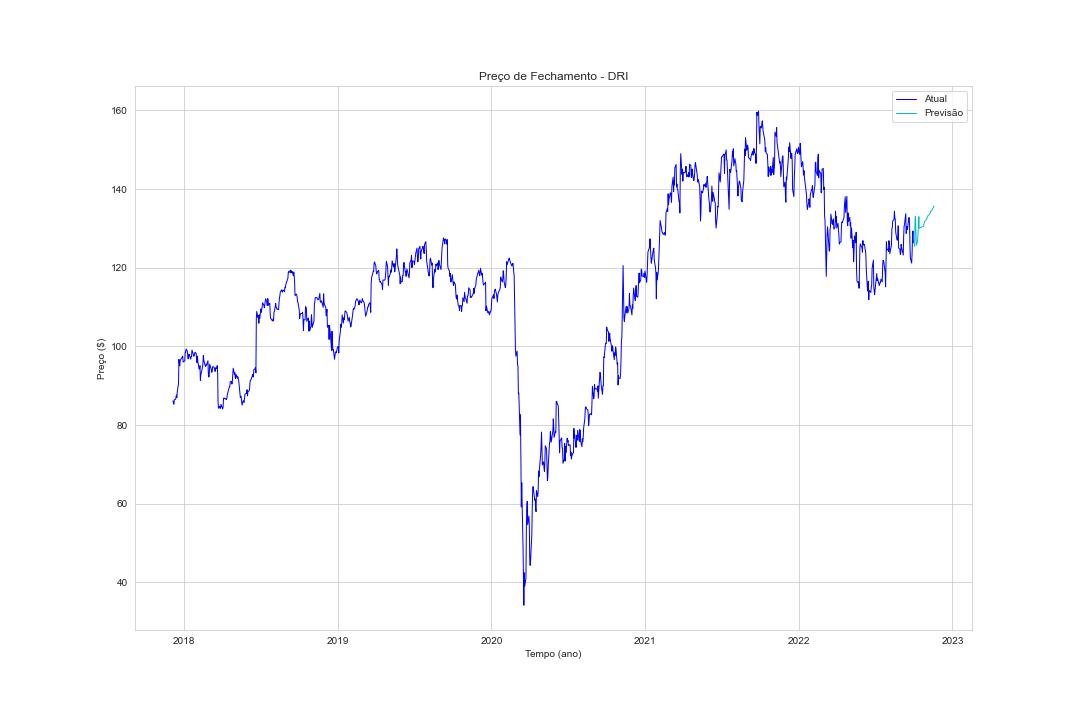 Preço de Fechamento - DRI
Atual
Previsão
160
140
120
100
80
60
40
Preço ($)
2018 2019 2020 2021 2022 2023
Tempo (ano)